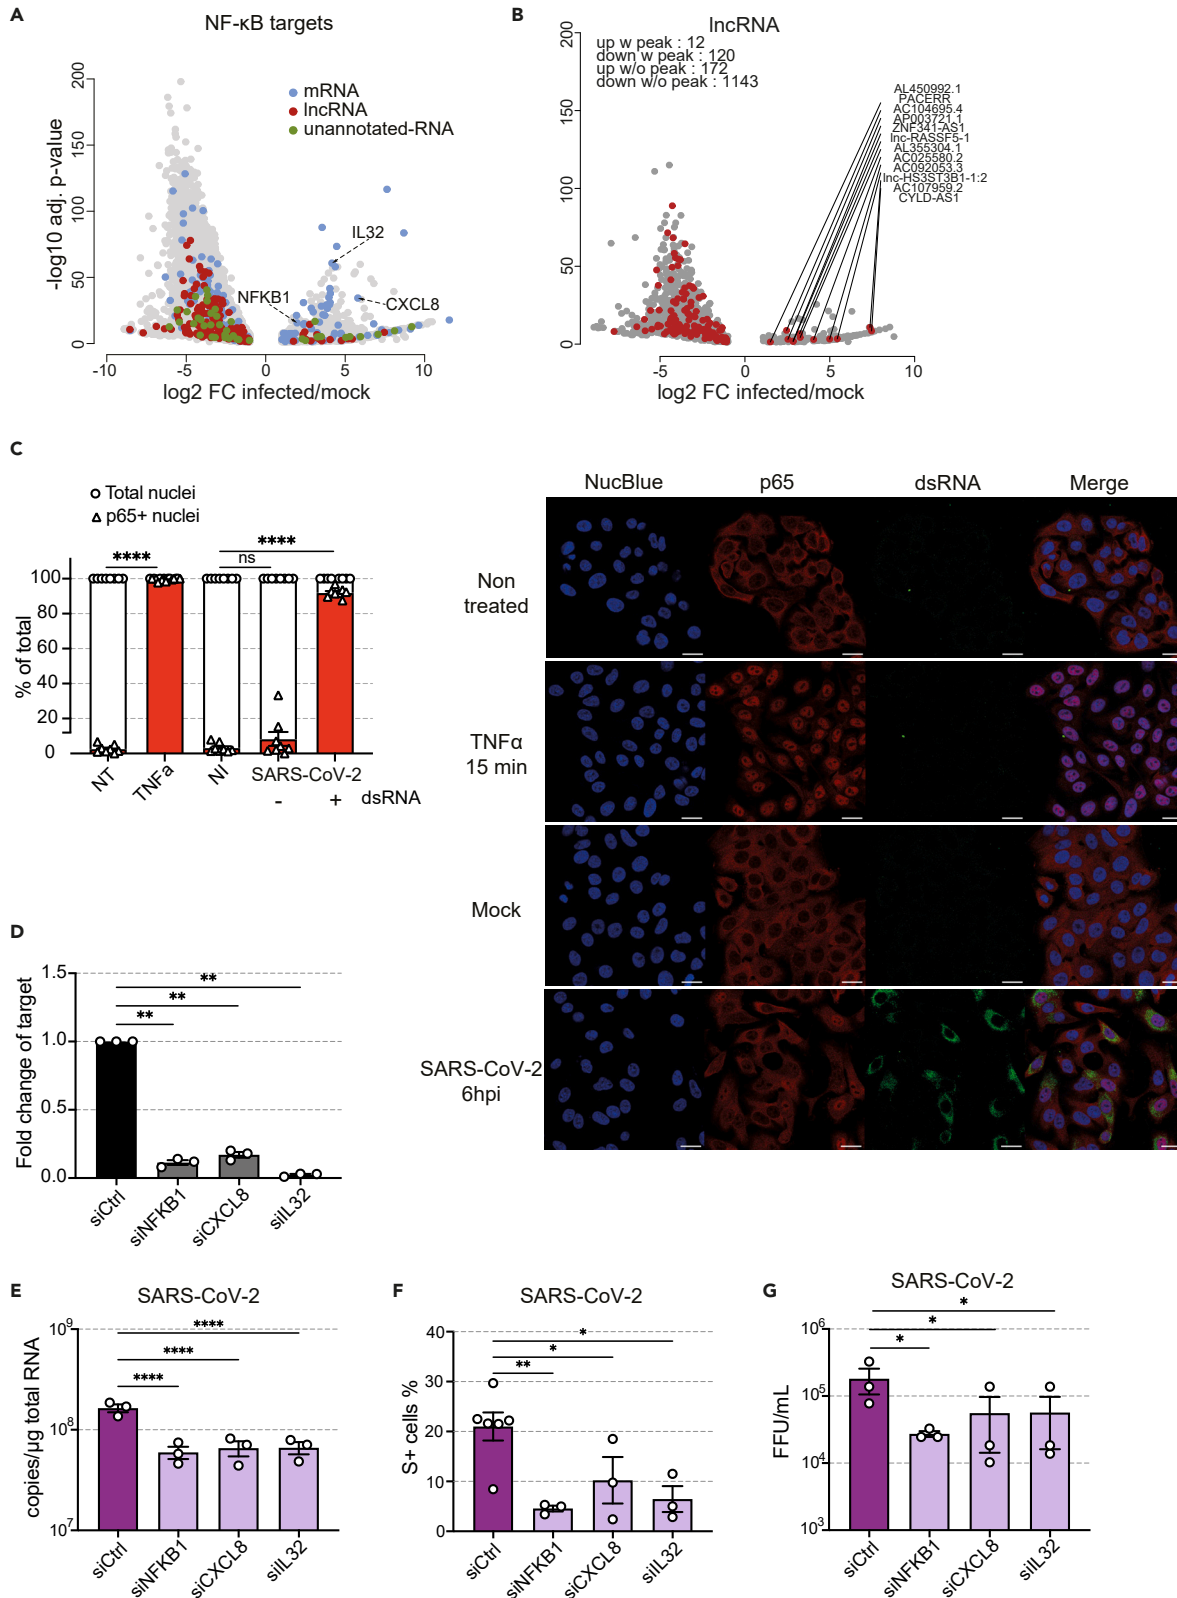 A
NF-κB targets
mRNA
lncRNA
unannotated-RNA
200
150
100
50
0
-log10 adj. p-value
IL32
NFKB1
CXCL8
-10
-5
0
5
10
log2 FC infected/mock
B
lncRNA
up w peak : 12
down w peak : 120
up w/o peak : 172
down w/o peak : 1143
200
150
100
50
0
AL450992.1
PACERR
AC104695.4
AP003721.1
ZNF341-AS1
lnc-RASSF5-1
AL355304.1
AC025580.2
AC092053.3
lnc-HS3ST3B1-1:2
AC107959.2
CYLD-AS1
-5
0
5
10
log2 FC infected/mock
C
Total nuclei
p65+ nuclei
****
****
ns
100
80
60
40
20
0
% of total
NT
TNFa
NI
SARS-CoV-2
- + dsRNA
NucBlue
p65
dsRNA
Merge
Non
treated
TNFα
15 min
Mock
SARS-CoV-2
6hpi
D
1.5
1.0
0.5
0.0
Fold change of target
**
**
**
siCtrl
siNFKB1
siCXCL8
siIL32
E
SARS-CoV-2
10⁹
10⁸
10⁷
copies/µg total RNA
****
****
****
siCtrl
siNFKB1
siCXCL8
siIL32
F
SARS-CoV-2
40
30
20
10
0
S+ cells %
*
*
**
siCtrl
siNFKB1
siCXCL8
siIL32
G
SARS-CoV-2
10⁶
10⁵
10⁴
10³
FFU/mL
*
*
*
siCtrl
siNFKB1
siCXCL8
siIL32